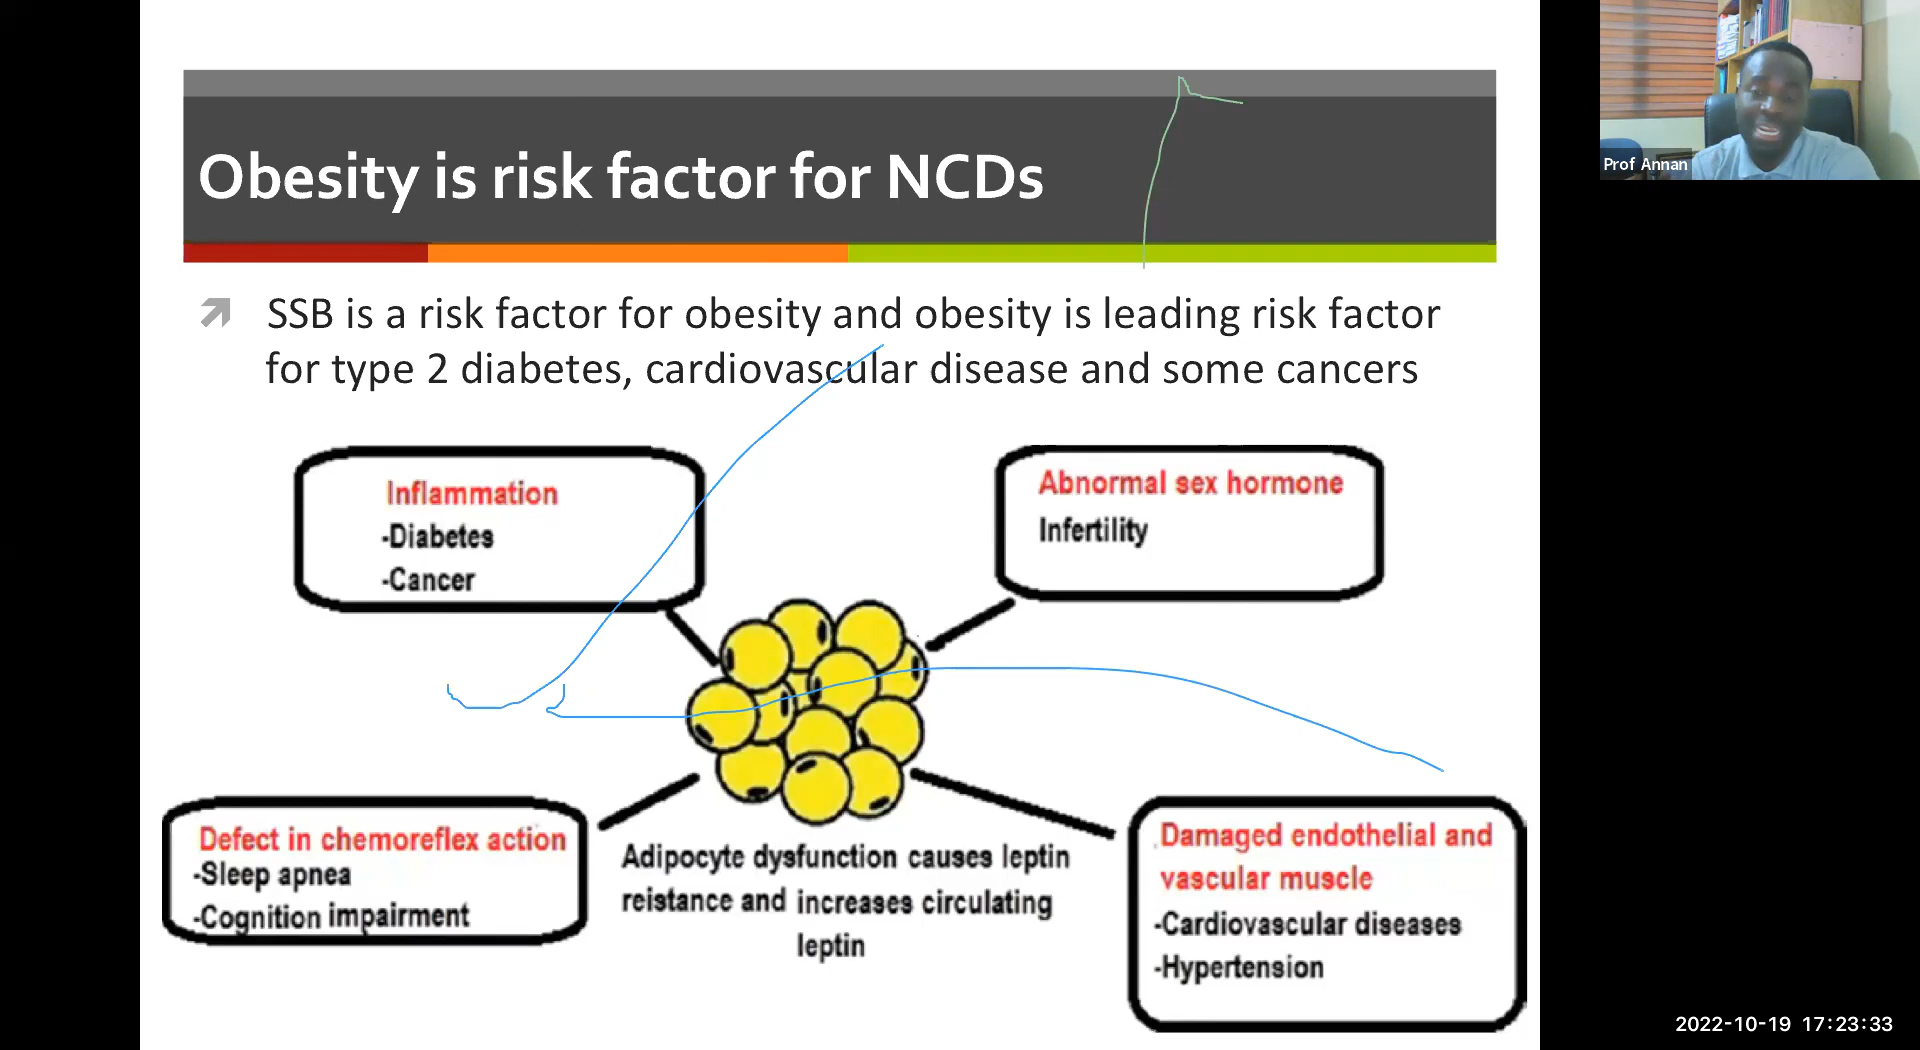 Obesity is risk factor for NCDs
SSB is a risk factor for obesity and obesity is leading risk factor
for type 2 diabetes, cardiovascular disease and some cancers
Inflammation
-Diabetes
-Cancer
Abnormal sex hormone
Infertility
Defect in chemoreflex action
-Sleep apnea
-Cognition impairment
Adipocyte dysfunction causes leptin
reistance and increases circulating
leptin
Damaged endothelial and
vascular muscle
-Cardiovascular diseases
-Hypertension
Prof Annan
2022-10-19 17:23:33